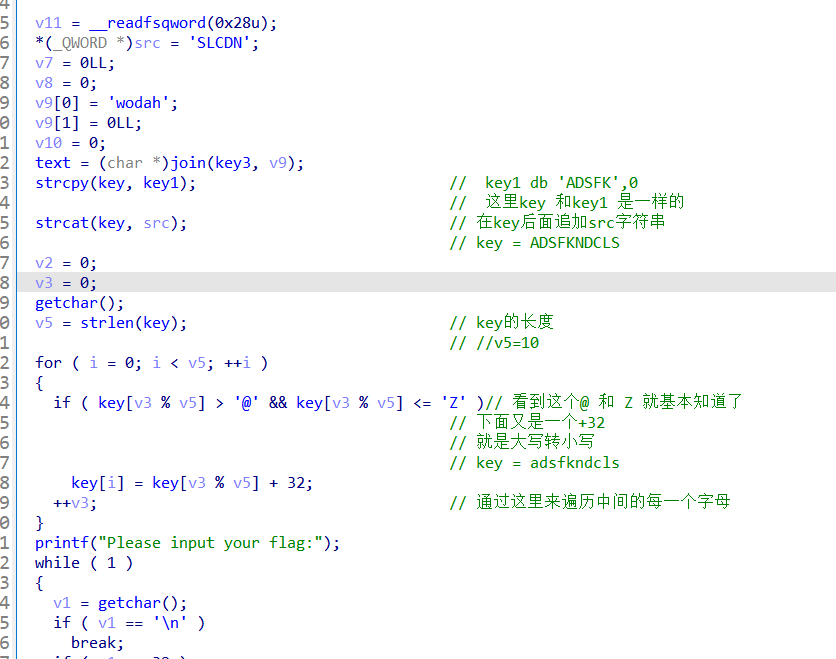 4
5 v11 = __readfsqword(0x28u);
6 *(_QWORD *)src = 'SLCDN';
7 v7 = 0LL;
8 v8 = 0;
9 v9[0] = 'wodah';
0 v9[1] = 0LL;
1 v10 = 0;
2 text = (char *)join(key3, v9);
3 strcpy(key, key1); // key1 db 'ADSFK',0
4 // 这里key 和key1 是一样的
5 strcat(key, src); // 在key后面追加src字符串
6 // key = ADSFKNDCLS
7 v2 = 0;
8 v3 = 0;
9 getchar();
0 v5 = strlen(key); // key的长度
1 // //v5=10
2 for ( i = 0; i < v5; ++i )
3 {
4 if ( key[v3 % v5] > '@' && key[v3 % v5] <= 'Z' )// 看到这个@ 和 Z 就基本知道了
5 // 下面又是一个+32
6 // 就是大写转小写
7 // key = adsfkndcls
8 key[i] = key[v3 % v5] + 32;
9 ++v3; // 通过这里来遍历中间的每一个字母
0 }
1 printf("Please input your flag:");
2 while ( 1 )
3 {
4 v1 = getchar();
5 if ( v1 == '\n' )
6 break;